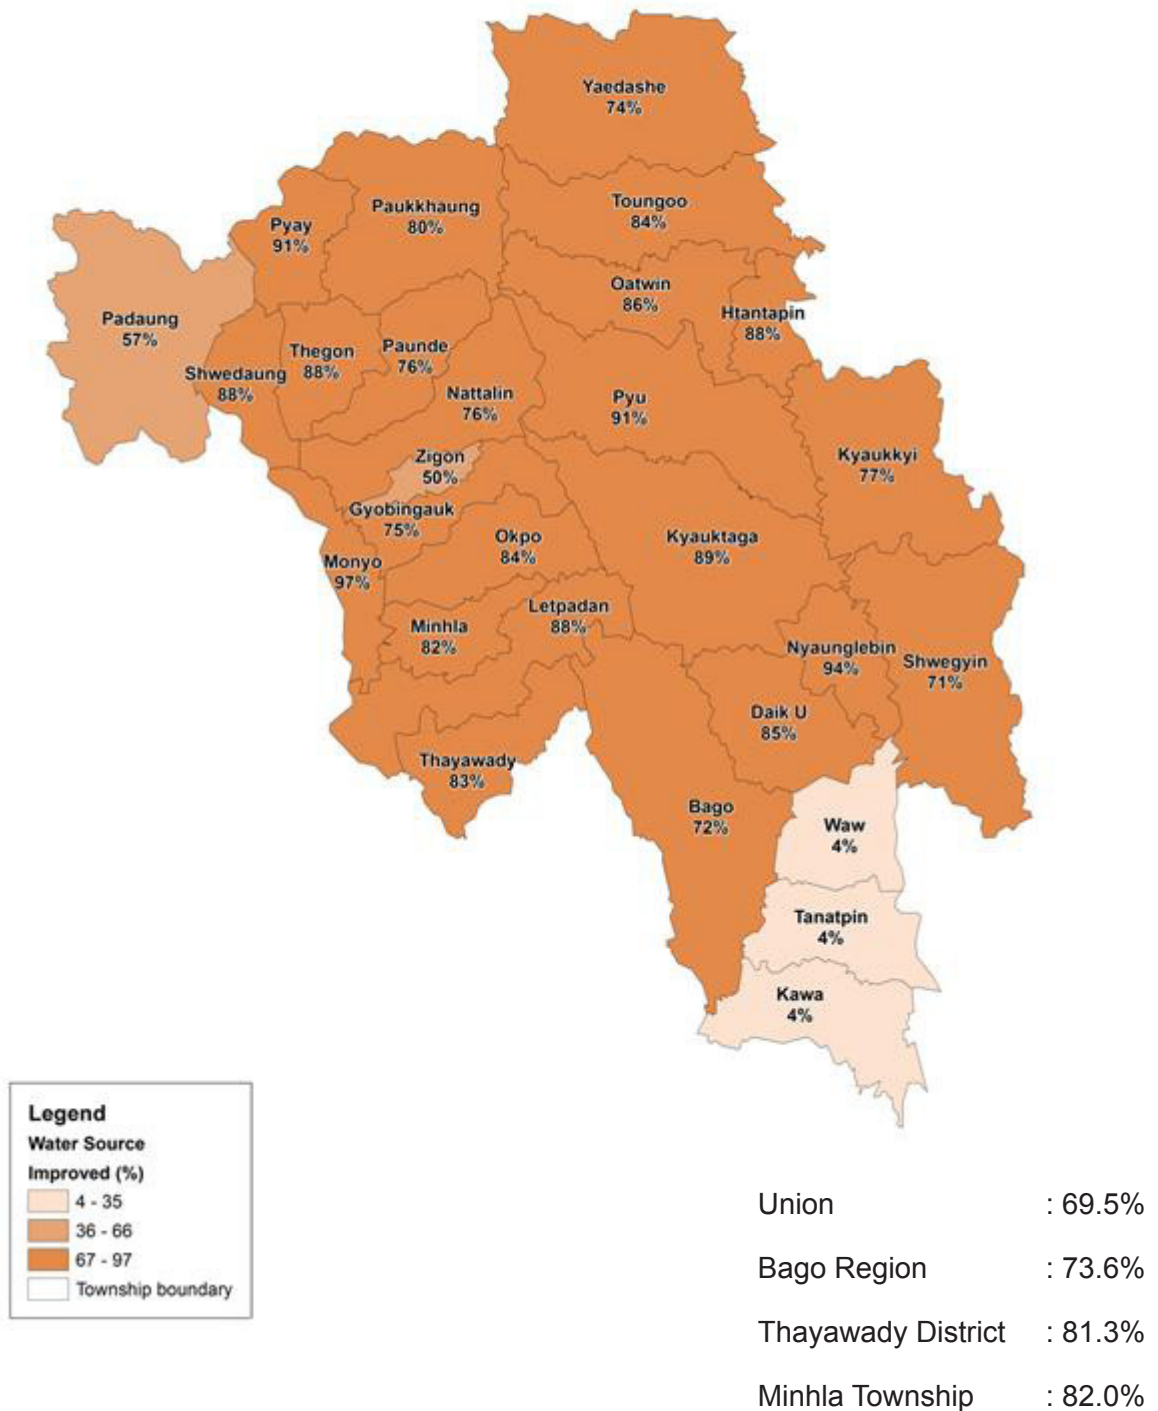 Yaedashe
74%
Paukkhaung
80%
Toungoo
84%
Pyay
91%
Oatwin
86%
Htantapin
88%
Padaung
57%
Thegon
88%
Paunde
76%
Shwedaung
88%
Nattalin
76%
Pyu
91%
Kyaukkyi
77%
Zigon
50%
Gyobingauk
75%
Okpo
84%
Kyauktaga
89%
Monyo
97%
Letpadan
88%
Minhla
82%
Nyaunglebin
94%
Shwegyin
71%
Daik U
85%
Thayawady
83%
Bago
72%
Waw
4%
Tanatpin
4%
Kawa
4%
Legend
Water Source
Improved (%)
4 - 35
36 - 66
67 - 97
Township boundary
Union : 69.5%
Bago Region : 73.6%
Thayawady District : 81.3%
Minhla Township : 82.0%